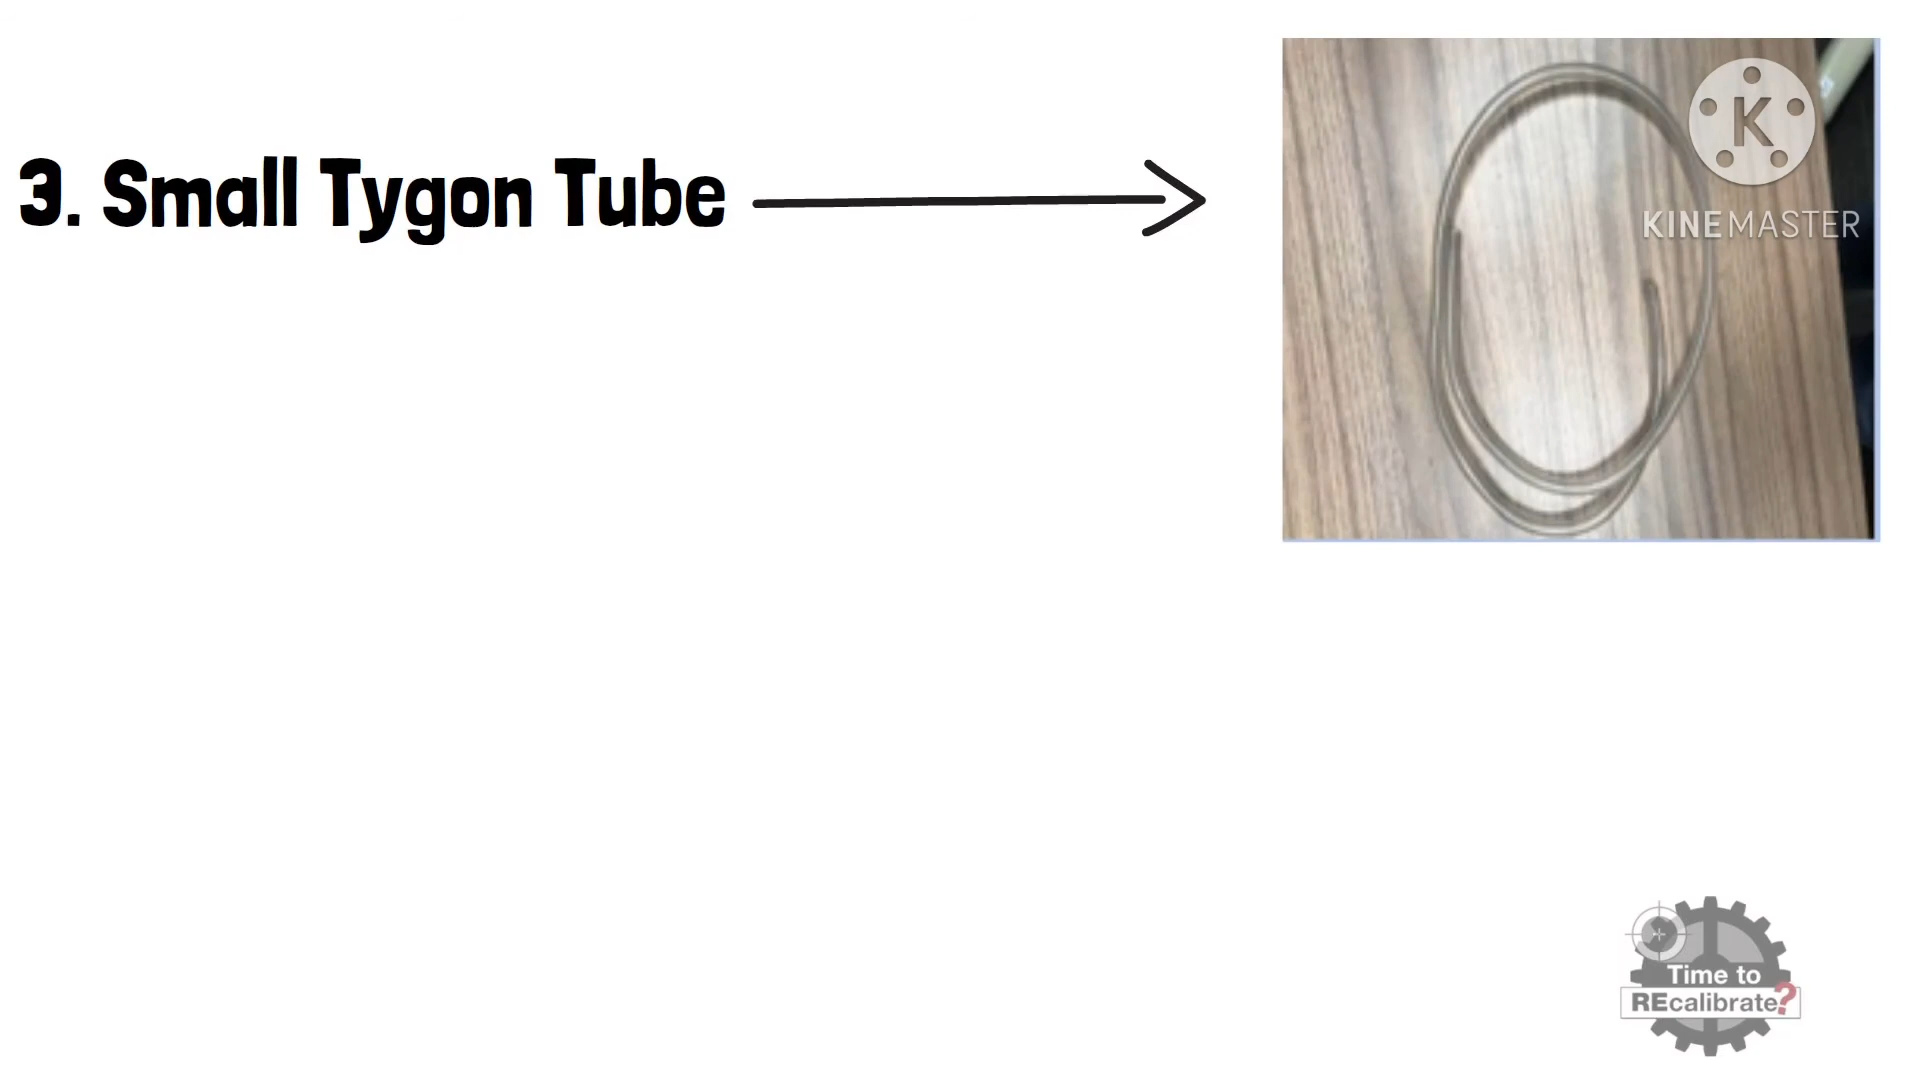 3. Small Tygon Tube
K
KINEMASTER
Time to
REcalibrate?